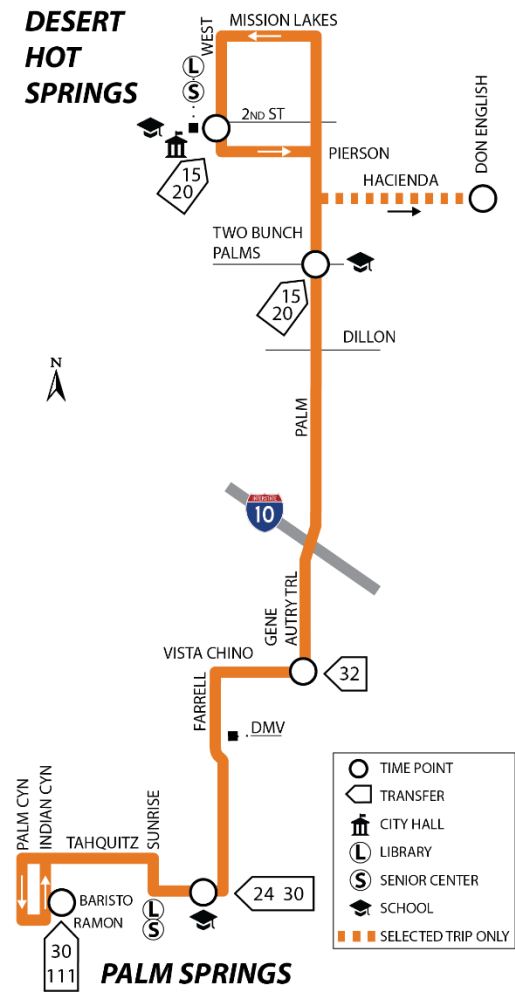 DESERT
HOT
SPRINGS
MISSION LAKES
WEST
L
S
2ND ST
15
20
PIERSON
DON ENGLISH
HACIENDA
TWO BUNCH
PALMS
15
20
DILLON
N
PALM
INTERSTATE
10
GENE
AUTRY TRL
VISTA CHINO
32
FARRELL
DMV
PALM CYN
INDIAN CYN
TAHQUITZ
SUNRISE
24 30
BARISTO
RAMON
L
S
30
111
PALM SPRINGS
TIME POINT
TRANSFER
CITY HALL
L LIBRARY
S SENIOR CENTER
SCHOOL
SELECTED TRIP ONLY